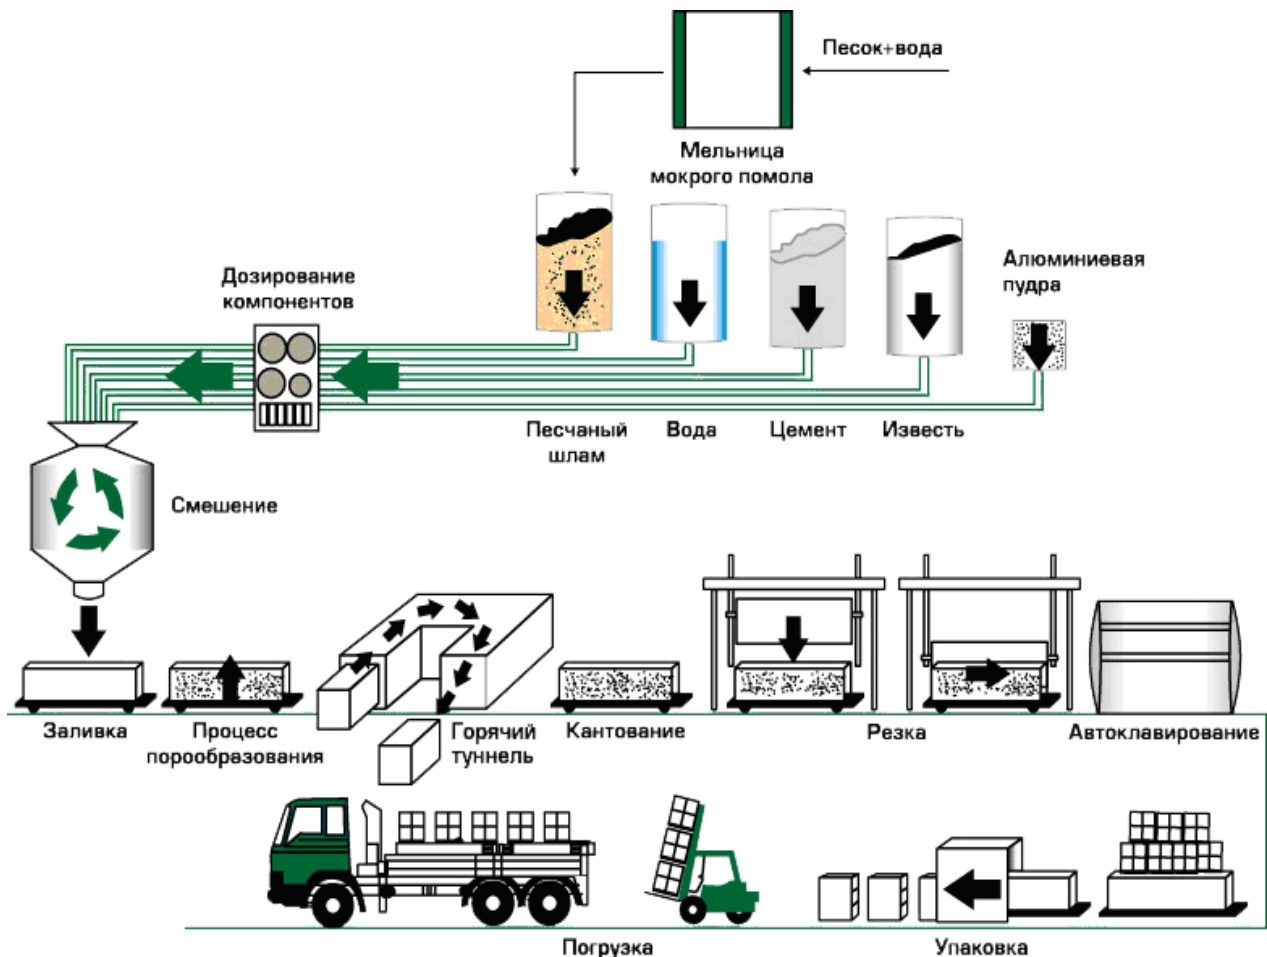 Песок+вода
Мельница
мокрого помола
Дозирование
компонентов
Алюминиевая
пудра
Песчаный
шлам
Вода
Цемент
Известь
Смешение
Заливка
Процесс
порообразования
Горячий
туннель
Кантование
Резка
Автоклавирование
Погрузка
Упаковка